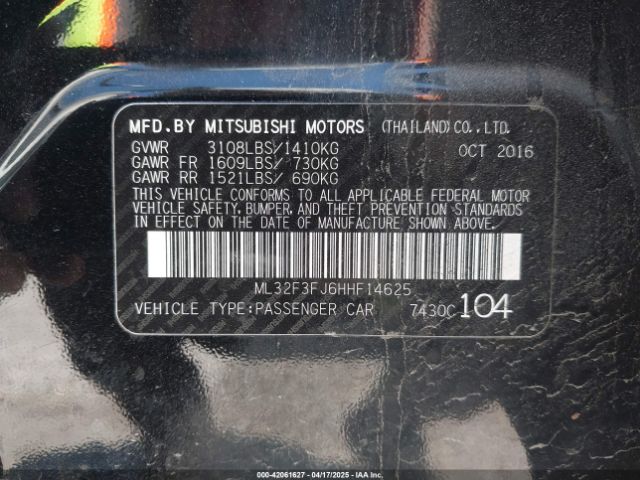 MFD.BY MITSUBISHI MOTORS (THAILAND)CO.,LTD.
GVWR 3108LBS/1410KG OCT 2016
GAWR FR 1609LBS/ 730KG
GAWR RR 1521LBS/ 690KG
THIS VEHICLE CONFORMS TO ALL APPLICABLE FEDERAL MOTOR
VEHICLE SAFETY, BUMPER, AND THEFT PREVENTION STANDARDS
IN EFFECT ON THE DATE OF MANUFACTURE SHOWN ABOVE.
ML32F3FJ6HHF14625
VEHICLE TYPE:PASSENGER CAR 7430C104
000-42061627 - 04/17/2025 - IAA Inc.